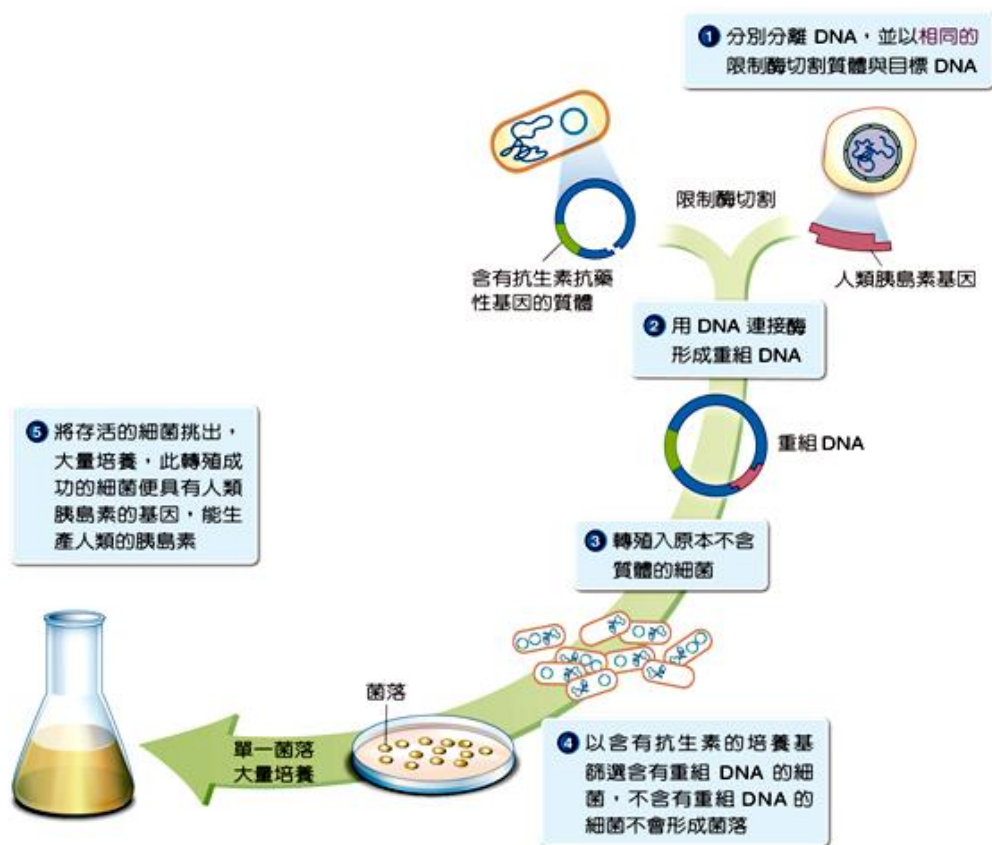 ❶ 分別分離 DNA，並以相同的
限制酶切割質體與目標 DNA
限制酶切割
含有抗生素抗藥
性基因的質體
人類胰島素基因
❷ 用 DNA 連接酶
形成重組 DNA
重組 DNA
❸ 轉殖入原本不含
質體的細菌
❹ 以含有抗生素的培養基
篩選含有重組 DNA 的細
菌，不含有重組 DNA 的
細菌不會形成菌落
菌落
單一菌落
大量培養
❺ 將存活的細菌挑出，
大量培養，此轉殖成
功的細菌便具有人類
胰島素的基因，能生
產人類的胰島素